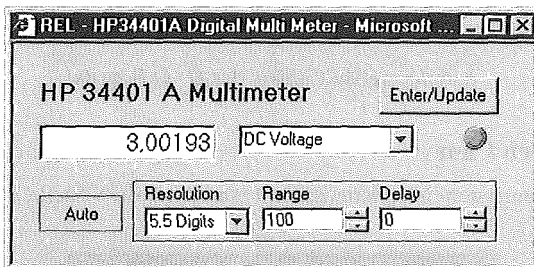 REL - HP34401A Digital Multi Meter - Microsoft ...
HP 34401 A Multimeter
Enter/Update
3,00193
DC Voltage
Auto
Resolution Range Delay
5.5 Digits 100 0